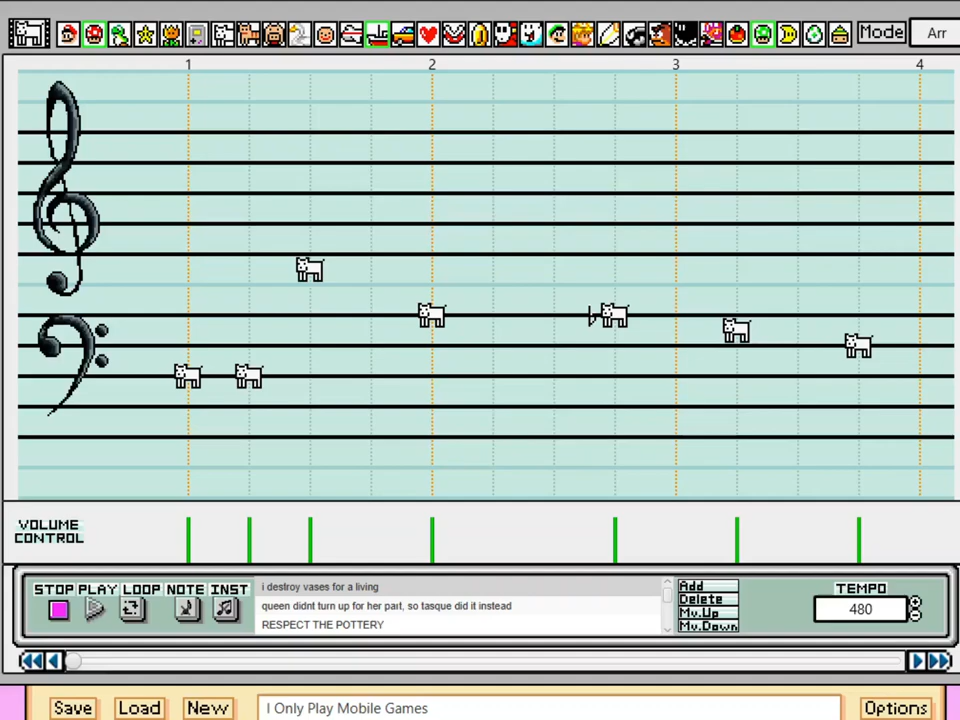 Mode Arr
1 2 3 4
VOLUME
CONTROL
STOP PLAY LOOP NOTE INST
i destroy vases for a living
queen didnt turn up for her part, so tasque did it instead
RESPECT THE POTTERY
Add
Delete
Mv.Up
Mv.Down
TEMPO
480
Save Load New I Only Play Mobile Games Options